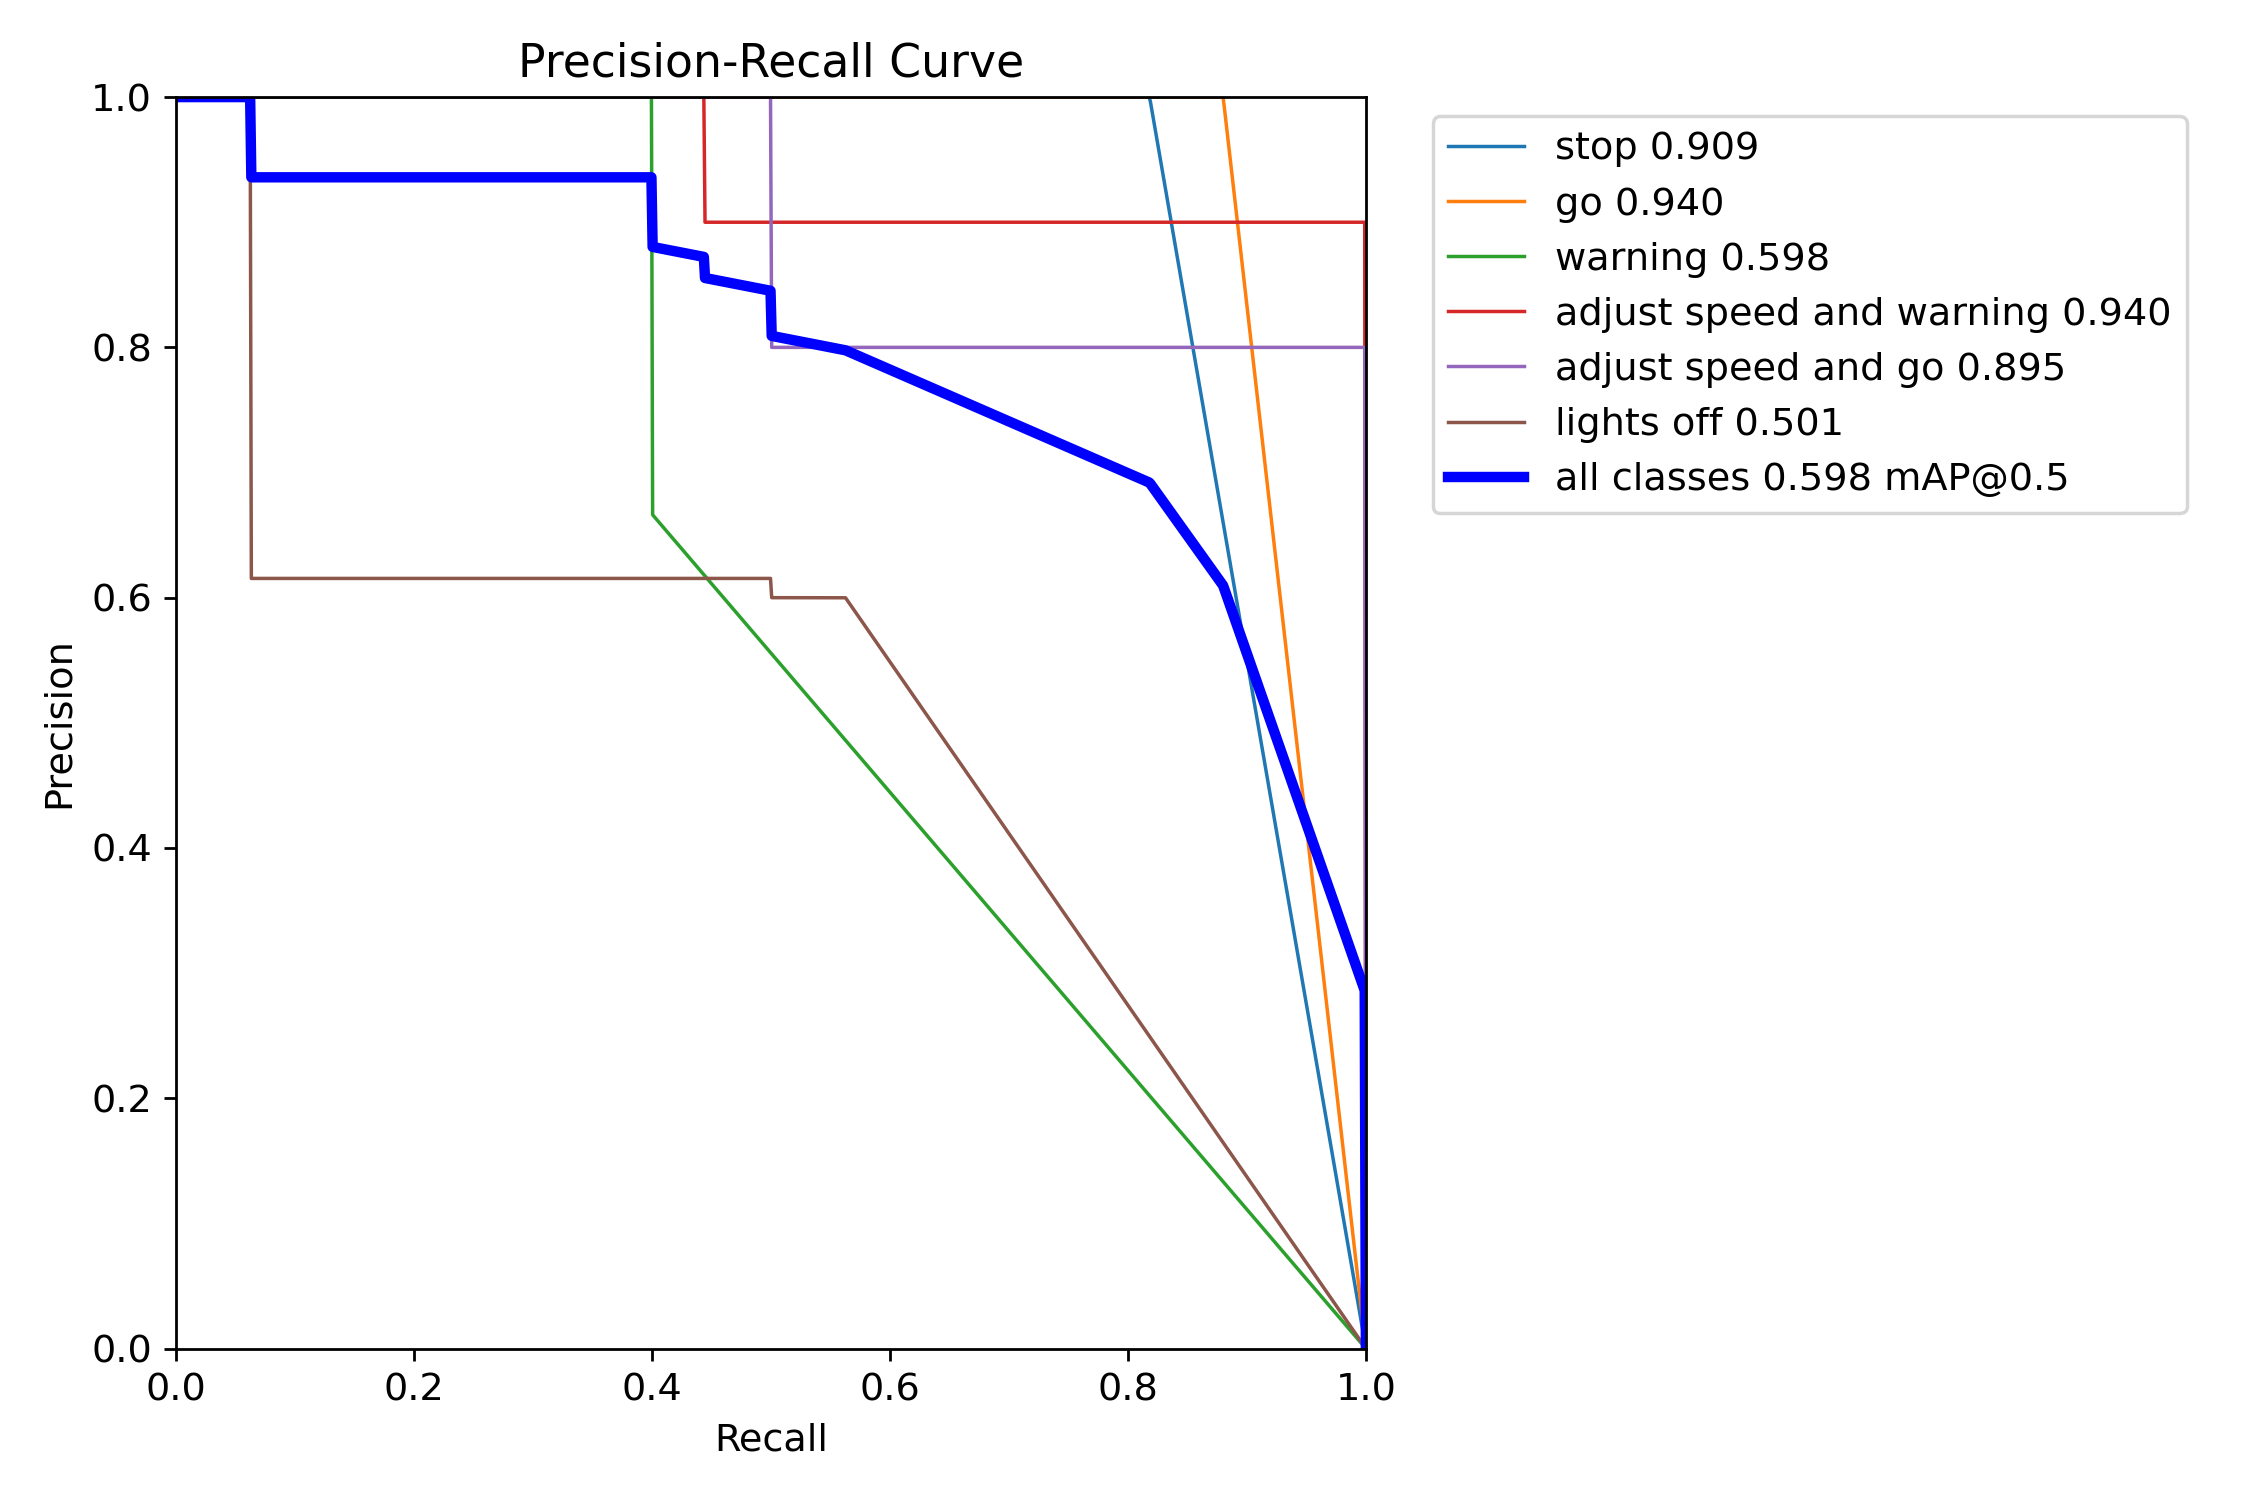 Precision-Recall Curve
1.0
0.8
0.6
0.4
0.2
0.0
Precision
0.0 0.2 0.4 0.6 0.8 1.0
Recall
stop 0.909
go 0.940
warning 0.598
adjust speed and warning 0.940
adjust speed and go 0.895
lights off 0.501
all classes 0.598 mAP@0.5